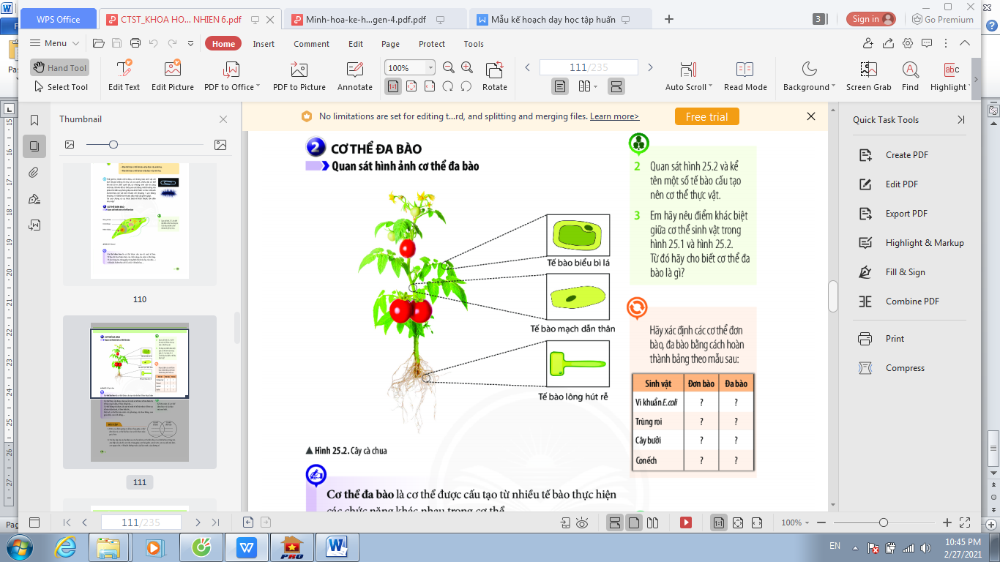 WPS Office
CTST_KHOA HO... NHIEN 6.pdf
Minh-hoa-ke-h...gen-4.pdf.pdf
Mẫu kế hoạch dạy học tập huấn
3
Sign in
Go Premium
Menu
Home
Insert
Comment
Edit
Page
Protect
Tools
Hand Tool
Select Tool
Edit Text
Edit Picture
PDF to Office
PDF to Picture
Annotate
100%
Rotate
111/235
Auto Scroll
Read Mode
Background
Screen Grab
Find
Highlight
Thumbnail
No limitations are set for editing t...rd, and splitting and merging files. Learn more>
Free trial
110
111
2 CƠ THỂ ĐA BÀO
Quan sát hình ảnh cơ thể đa bào
Tế bào biểu bì lá
Tế bào mạch dẫn thân
Tế bào lông hút rễ
Hình 25.2. Cây cà chua
Cơ thể đa bào là cơ thể được cấu tạo từ nhiều tế bào thực hiện
các chức năng khác nhau trong cơ thể.
2 Quan sát hình 25.2 và kể
tên một số tế bào cấu tạo
nên cơ thể thực vật.
3 Em hãy nêu điểm khác biệt
giữa cơ thể sinh vật trong
hình 25.1 và hình 25.2.
Từ đó hãy cho biết cơ thể đa
bào là gì?
Hãy xác định các cơ thể đơn
bào, đa bào bằng cách hoàn
thành bảng theo mẫu sau:
Sinh vật Đơn bào Đa bào
Vi khuẩn E.coli ? ?
Trùng roi ? ?
Cây bưởi ? ?
Con ếch ? ?
Quick Task Tools
Create PDF
Edit PDF
Export PDF
Highlight & Markup
Fill & Sign
Combine PDF
Print
Compress
111/235
100%
EN
10:45 PM
2/27/2021